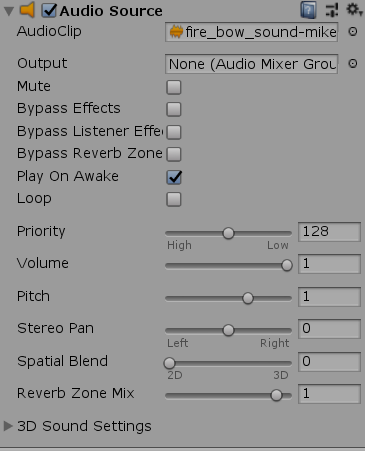 Audio Source
AudioClip fire_bow_sound-mike
Output None (Audio Mixer Grou
Mute
Bypass Effects
Bypass Listener Effe
Bypass Reverb Zone
Play On Awake
Loop
Priority 128
High Low
Volume 1
Pitch 1
Stereo Pan 0
Left Right
Spatial Blend 0
2D 3D
Reverb Zone Mix 1
3D Sound Settings